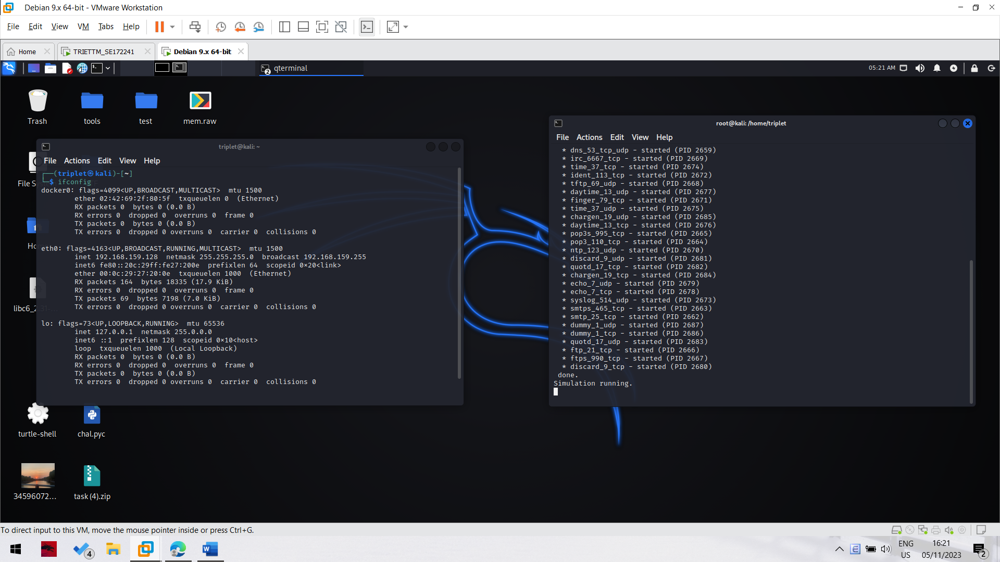 Debian 9.x 64-bit - VMware Workstation
File Edit View VM Tabs Help
Home
TRIETTM_SE172241
Debian 9.x 64-bit
qterminal
2
05:21 AM
Trash
tools
test
mem.raw
triplet@kali: ~
File Actions Edit View Help
(triplet㉿kali)-[~]
$ ifconfig
docker0: flags=4099<UP,BROADCAST,MULTICAST>  mtu 1500
ether 02:42:69:2f:80:5f  txqueuelen 0  (Ethernet)
RX packets 0  bytes 0 (0.0 B)
RX errors 0  dropped 0  overruns 0  frame 0
TX packets 0  bytes 0 (0.0 B)
TX errors 0  dropped 0 overruns 0  carrier 0  collisions 0
eth0: flags=4163<UP,BROADCAST,RUNNING,MULTICAST>  mtu 1500
inet 192.168.159.128  netmask 255.255.255.0  broadcast 192.168.159.255
inet6 fe80::20c:29ff:fe27:200e  prefixlen 64  scopeid 0×20<link>
ether 00:0c:29:27:20:0e  txqueuelen 1000  (Ethernet)
RX packets 164  bytes 18335 (17.9 KiB)
RX errors 0  dropped 0  overruns 0  frame 0
TX packets 69  bytes 7198 (7.0 KiB)
TX errors 0  dropped 0 overruns 0  carrier 0  collisions 0
lo: flags=73<UP,LOOPBACK,RUNNING>  mtu 65536
inet 127.0.0.1  netmask 255.0.0.0
inet6 ::1  prefixlen 128  scopeid 0×10<host>
loop  txqueuelen 1000  (Local Loopback)
RX packets 0  bytes 0 (0.0 B)
RX errors 0  dropped 0  overruns 0  frame 0
TX packets 0  bytes 0 (0.0 B)
TX errors 0  dropped 0 overruns 0  carrier 0  collisions 0
root@kali: /home/triplet
File Actions Edit View Help
* dns_53_tcp_udp - started (PID 2659)
* irc_6667_tcp - started (PID 2669)
* time_37_tcp - started (PID 2674)
* ident_113_tcp - started (PID 2672)
* tftp_69_udp - started (PID 2668)
* daytime_13_udp - started (PID 2677)
* finger_79_tcp - started (PID 2671)
* time_37_udp - started (PID 2675)
* chargen_19_udp - started (PID 2685)
* daytime_13_tcp - started (PID 2676)
* pop3s_995_tcp - started (PID 2665)
* pop3_110_tcp - started (PID 2664)
* ntp_123_udp - started (PID 2670)
* discard_9_udp - started (PID 2681)
* quotd_17_tcp - started (PID 2682)
* chargen_19_tcp - started (PID 2684)
* echo_7_udp - started (PID 2679)
* echo_7_tcp - started (PID 2678)
* syslog_514_udp - started (PID 2673)
* smtps_465_tcp - started (PID 2663)
* smtp_25_tcp - started (PID 2662)
* dummy_1_udp - started (PID 2687)
* dummy_1_tcp - started (PID 2686)
* quotd_17_udp - started (PID 2683)
* ftp_21_tcp - started (PID 2666)
* ftps_990_tcp - started (PID 2667)
* discard_9_tcp - started (PID 2680)
done.
Simulation running.
File
turtle-shell
chal.pyc
34596072...
task (4).zip
To direct input to this VM, move the mouse pointer inside or press Ctrl+G.
4
W
ENG
US
16:21
05/11/2023
2